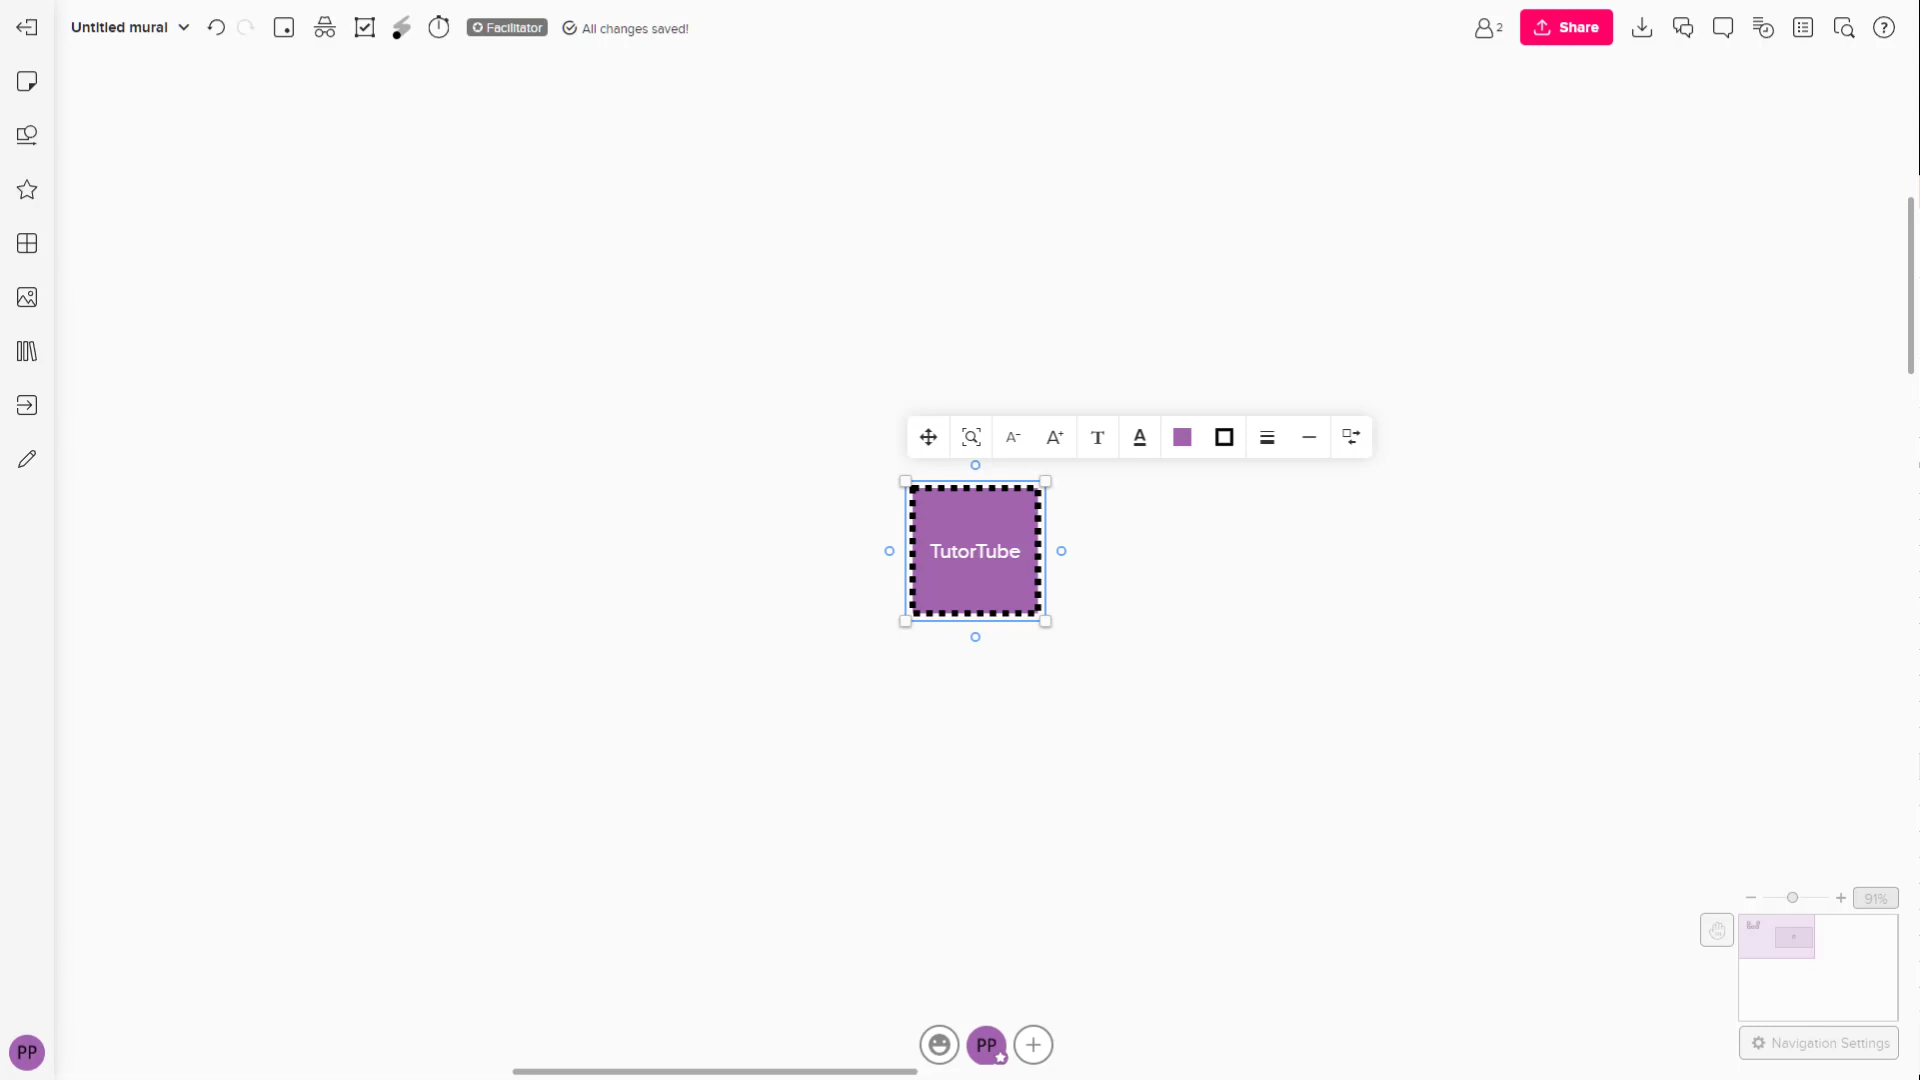 Untitled mural
Facilitator
All changes saved!
2
Share
A- A+ T A
TutorTube
91%
Navigation Settings
PP
PP